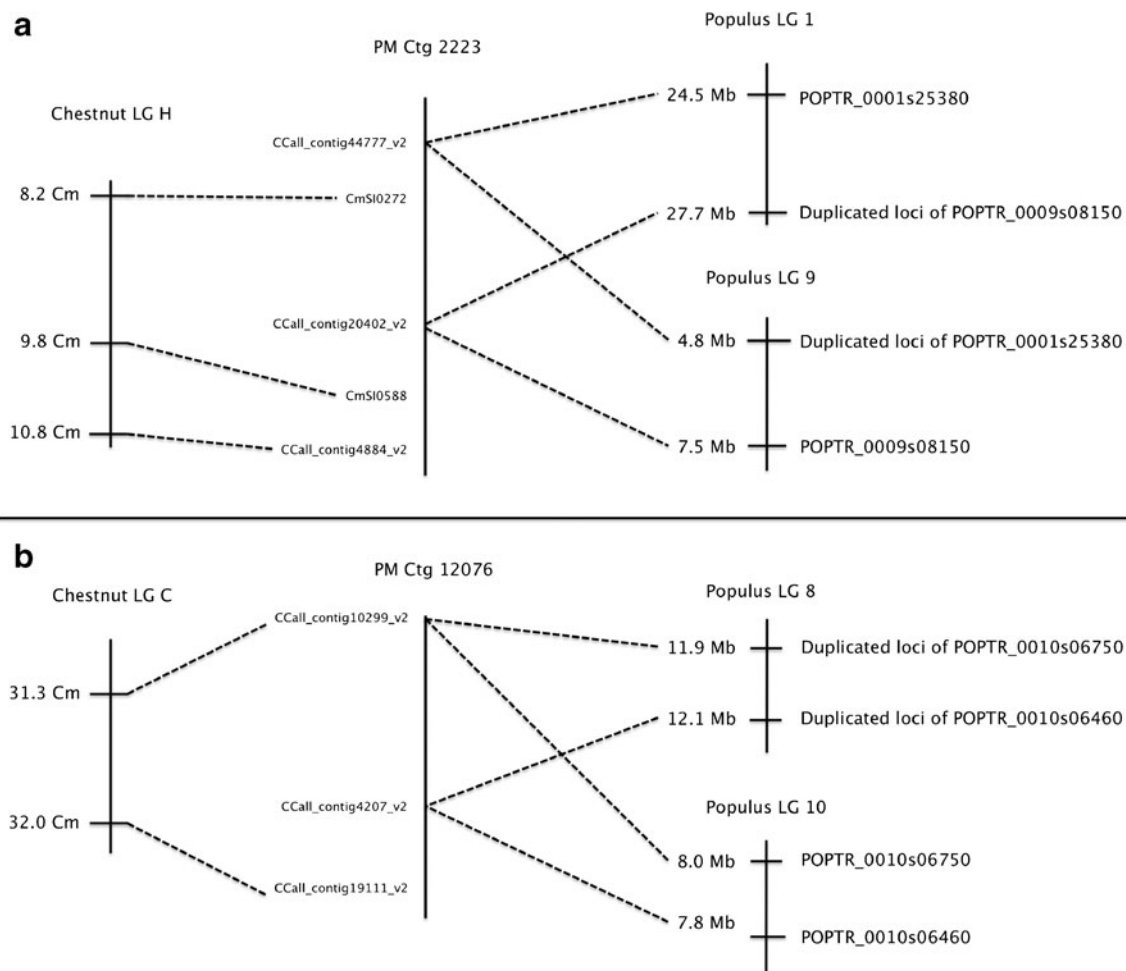 a
Populus LG 1
PM Ctg 2223
Chestnut LG H
24.5 Mb
POPTR_0001s25380
CCall_contig44777_v2
8.2 Cm
CmSI0272
27.7 Mb
Duplicated loci of POPTR_0009s08150
Populus LG 9
CCall_contig20402_v2
9.8 Cm
4.8 Mb
Duplicated loci of POPTR_0001s25380
CmSI0588
10.8 Cm
CCall_contig4884_v2
7.5 Mb
POPTR_0009s08150
b
PM Ctg 12076
Chestnut LG C
Populus LG 8
CCall_contig10299_v2
11.9 Mb
Duplicated loci of POPTR_0010s06750
31.3 Cm
12.1 Mb
Duplicated loci of POPTR_0010s06460
CCall_contig4207_v2
Populus LG 10
32.0 Cm
8.0 Mb
POPTR_0010s06750
CCall_contig19111_v2
7.8 Mb
POPTR_0010s06460